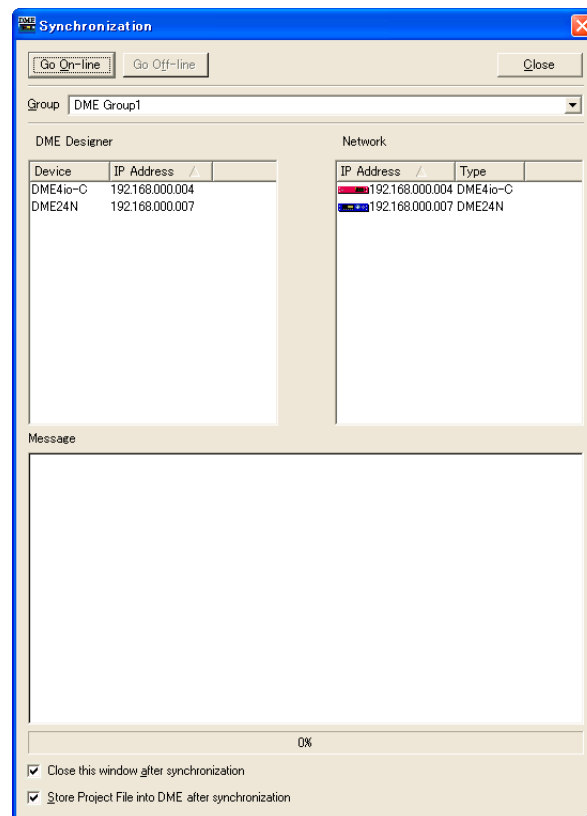 Synchronization
Go On-line Go Off-line Close
Group DME Group1
DME Designer Network
Device IP Address IP Address Type
DME4io-C 192.168.000.004 192.168.000.004 DME4io-C
DME24N 192.168.000.007 192.168.000.007 DME24N
Message
0%
Close this window after synchronization
Store Project File into DME after synchronization